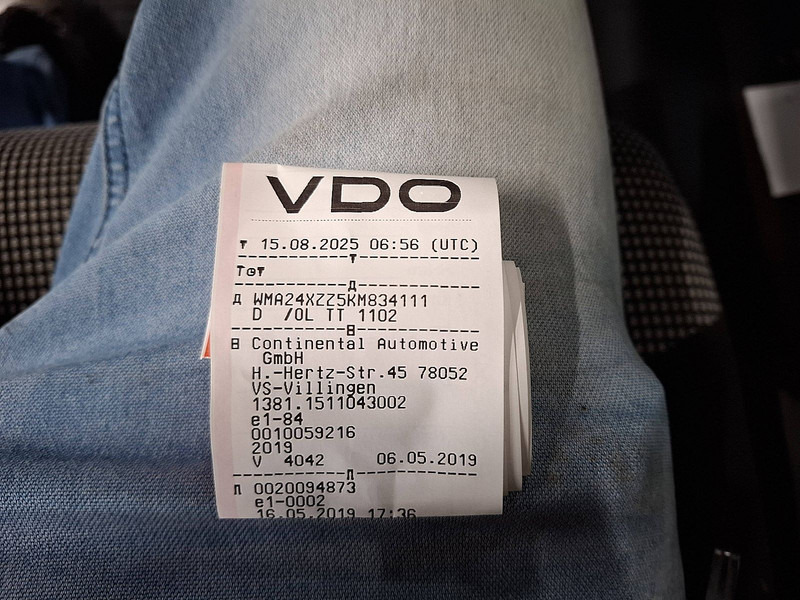 VDO
▼ 15.08.2025 06:56 (UTC)
T⊙▼
WMA24XZZ5KM834111
D /OL TT 1102
Continental Automotive
GmbH
H.-Hertz-Str.45 78052
VS-Villingen
1381.1511043002
e1-84
0010059216
2019
V 4042 06.05.2019
0020094873
e1-0002
16.05.2019 17:36